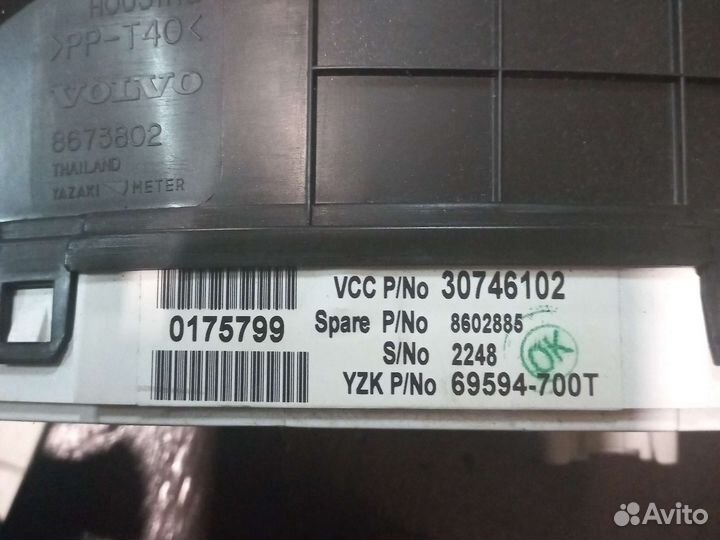 HOUSING
>PP-T40<
VOLVO
8673802
THAILAND
YAZAKI METER
0175799
VCC P/No 30746102
Spare P/No 8602885
S/No 2248
YZK P/No 69594-700T
OK
Avito